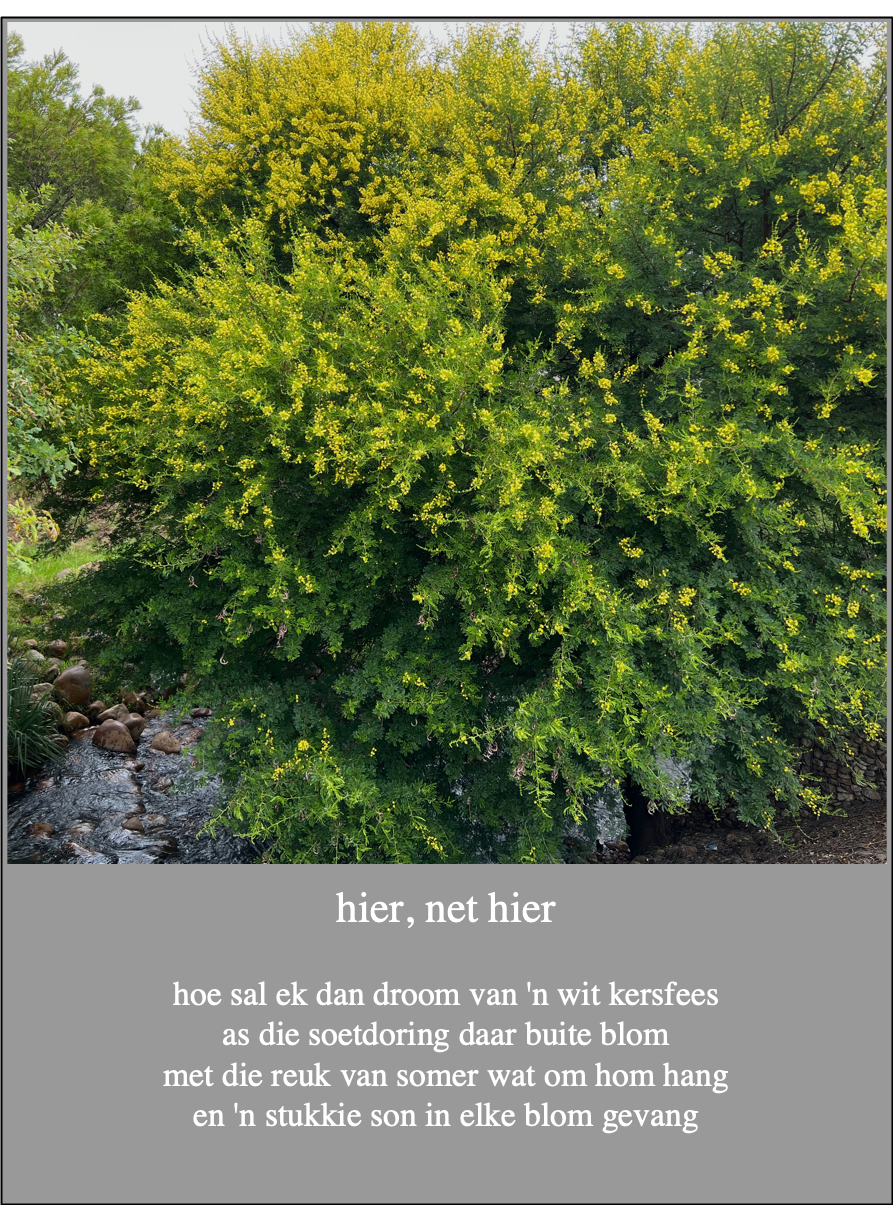 hier, net hier
hoe sal ek dan droom van 'n wit kersfees
as die soetdoring daar buite blom
met die reuk van somer wat om hom hang
en 'n stukkie son in elke blom gevang